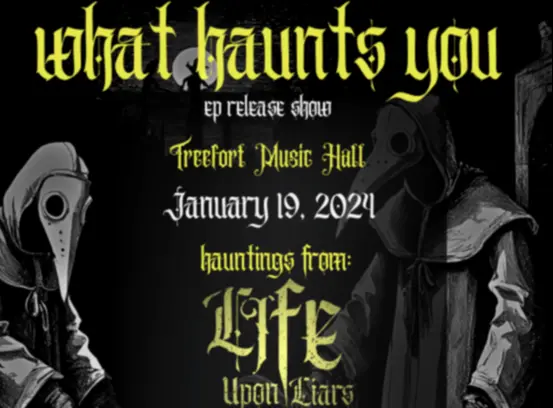 what haunts you
ep release show
Treefort Music Hall
January 19, 2024
hauntings from:
Life
Upon Liars